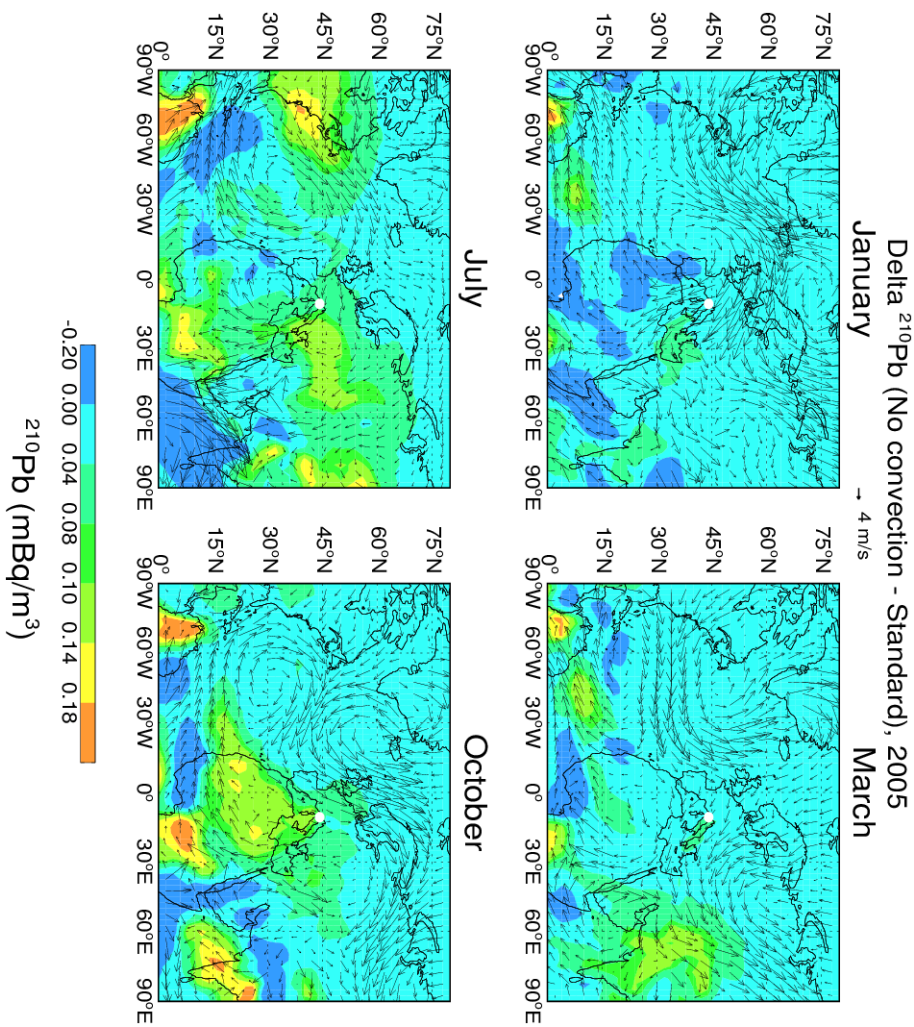 Delta ²¹⁰Pb (No convection - Standard), 2005
January
March
→ 4 m/s
75°N
60°N
45°N
30°N
15°N
0°
90°W 60°W 30°W 0° 30°E 60°E 90°E
75°N
60°N
45°N
30°N
15°N
0°
90°W 60°W 30°W 0° 30°E 60°E 90°E
July
October
75°N
60°N
45°N
30°N
15°N
0°
90°W 60°W 30°W 0° 30°E 60°E 90°E
75°N
60°N
45°N
30°N
15°N
0°
90°W 60°W 30°W 0° 30°E 60°E 90°E
-0.20 0.00 0.04 0.08 0.10 0.14 0.18
²¹⁰Pb (mBq/m³)